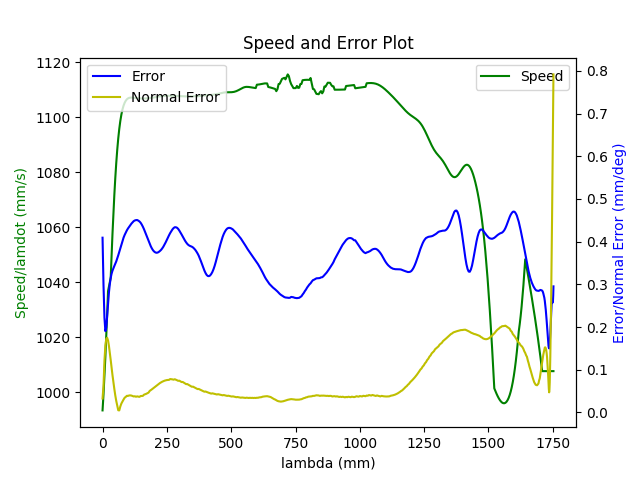 Speed and Error Plot
Error
Normal Error
Speed
1120
1100
1080
1060
1040
1020
1000
Speed/lamdot (mm/s)
0.8
0.7
0.6
0.5
0.4
0.3
0.2
0.1
0.0
Error/Normal Error (mm/deg)
0 250 500 750 1000 1250 1500 1750
lambda (mm)